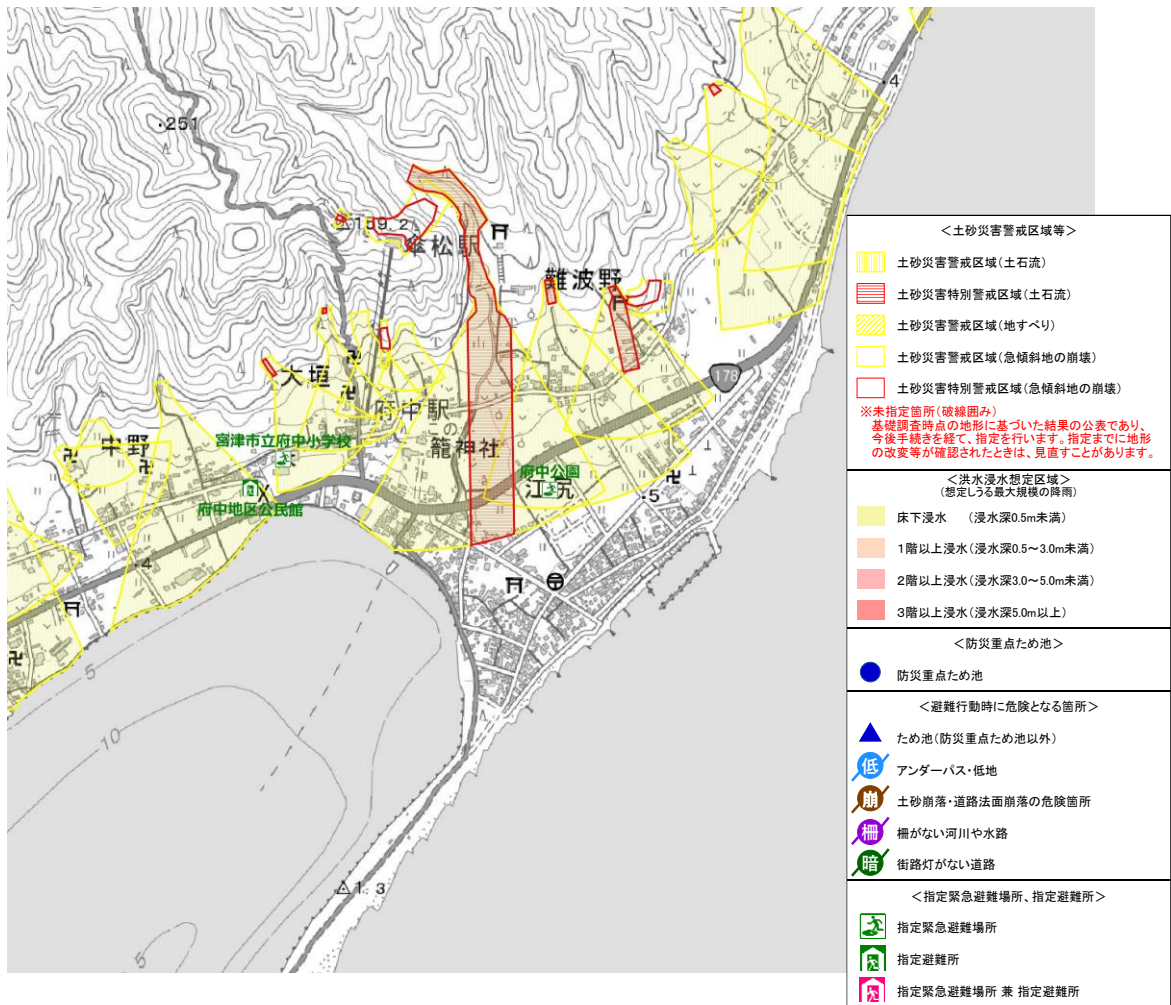 ・251
・4
△159.2
傘松駅
難波野
178
大垣
府中駅
の
籠神社
宮津市立府中小学校
文
中野
府中公園
江尻
・5
府中地区公民館
・4
5
10
△1.3
5
＜土砂災害警戒区域等＞
土砂災害警戒区域(土石流)
土砂災害特別警戒区域(土石流)
土砂災害警戒区域(地すべり)
土砂災害警戒区域(急傾斜地の崩壊)
土砂災害特別警戒区域(急傾斜地の崩壊)
※未指定箇所(破線囲み)
基礎調査時点の地形に基づいた結果の公表であり、
今後手続きを経て、指定を行います。指定までに地形
の改変等が確認されたときは、見直すことがあります。
＜洪水浸水想定区域＞
(想定しうる最大規模の降雨)
床下浸水　(浸水深0.5m未満)
1階以上浸水(浸水深0.5～3.0m未満)
2階以上浸水(浸水深3.0～5.0m未満)
3階以上浸水(浸水深5.0m以上)
＜防災重点ため池＞
防災重点ため池
＜避難行動時に危険となる箇所＞
ため池(防災重点ため池以外)
低 アンダーパス・低地
崩 土砂崩落・道路法面崩落の危険箇所
柵 柵がない河川や水路
暗 街路灯がない道路
＜指定緊急避難場所、指定避難所＞
指定緊急避難場所
指定避難所
指定緊急避難場所 兼 指定避難所